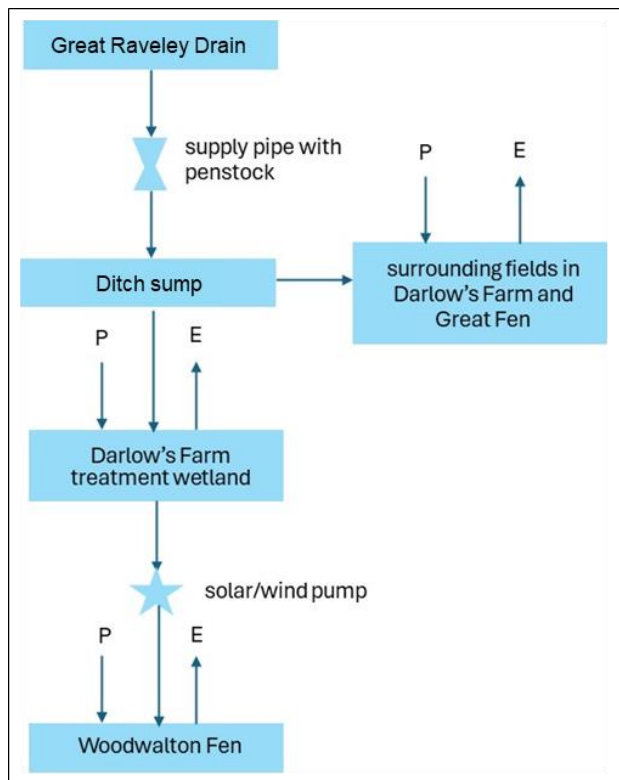 Great Raveley Drain
supply pipe with
penstock
P
E
Ditch sump
surrounding fields in
Darlow's Farm and
Great Fen
P
E
Darlow's Farm
treatment wetland
solar/wind pump
P
E
Woodwalton Fen